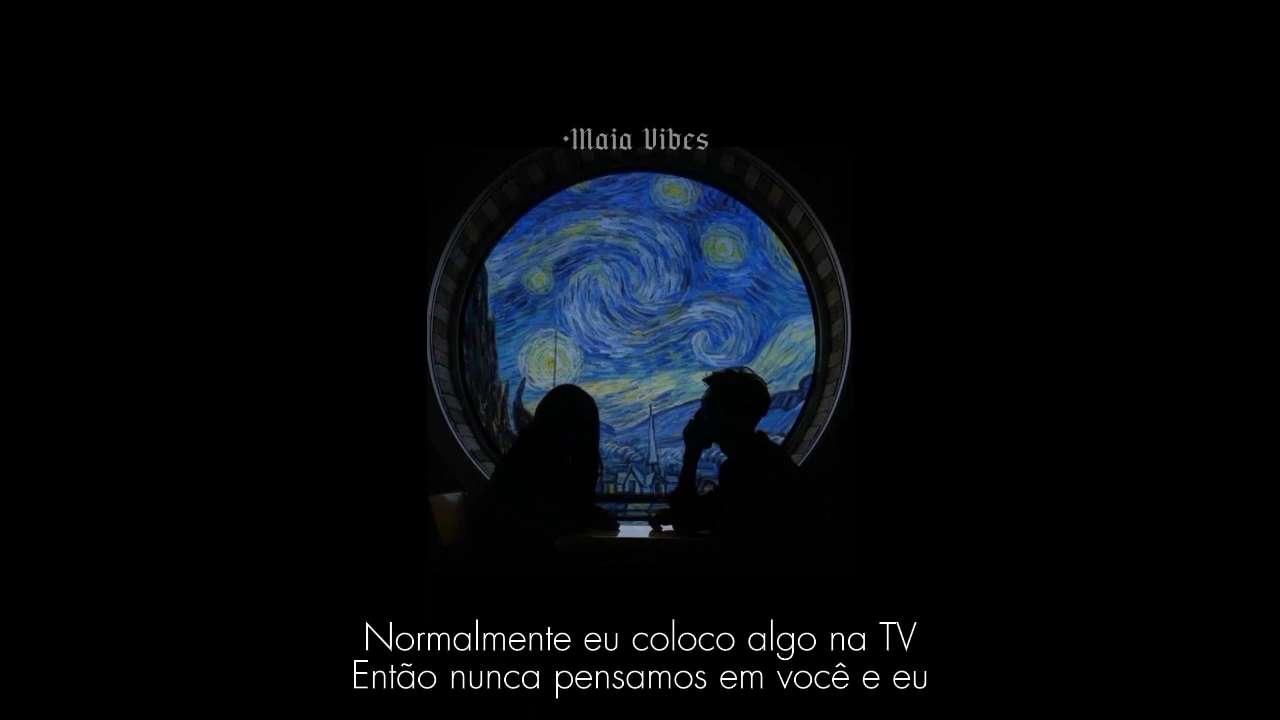 ·Maia Vibes
Normalmente eu coloco algo na TV
Então nunca pensamos em você e eu